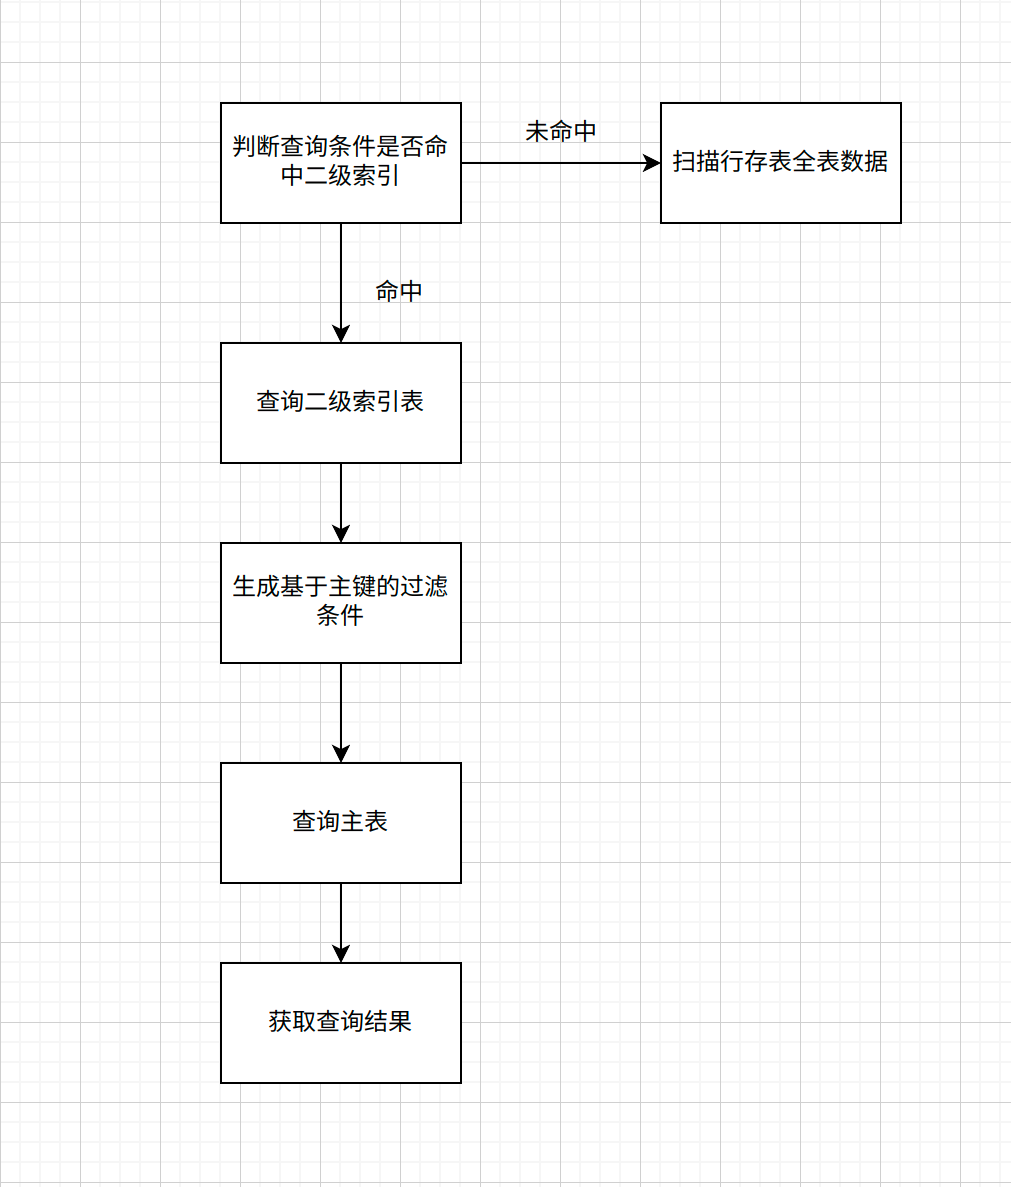 判断查询条件是否命
中二级索引
未命中
扫描行存表全表数据
命中
查询二级索引表
生成基于主键的过滤
条件
查询主表
获取查询结果